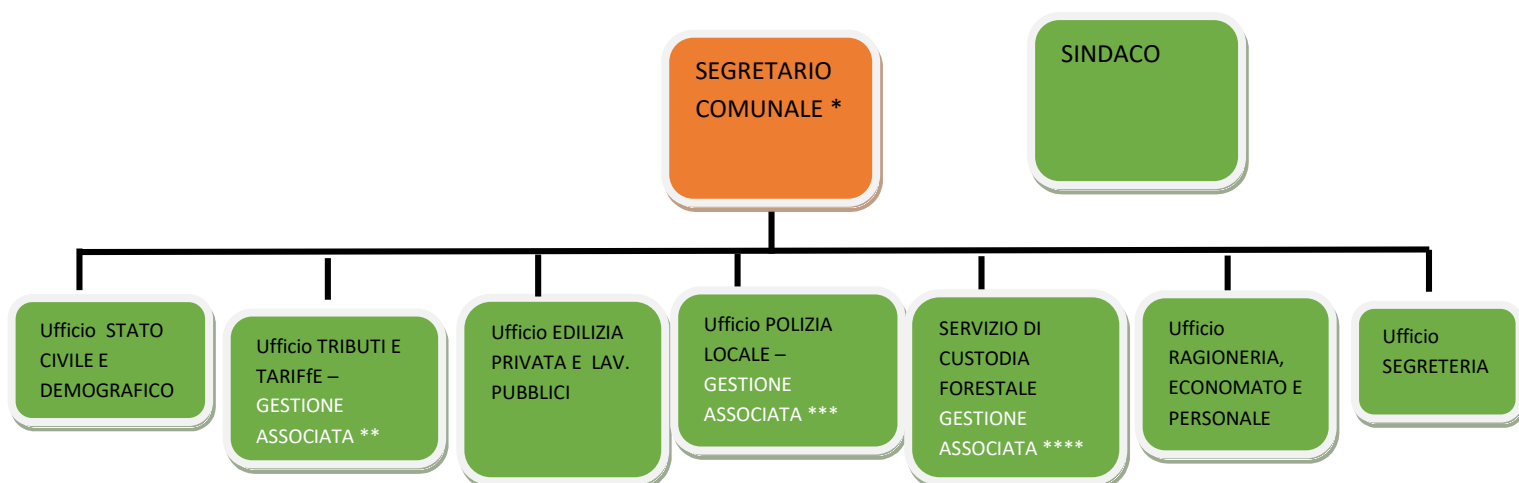 SEGRETARIO
COMUNALE *
SINDACO
Ufficio STATO
CIVILE E
DEMOGRAFICO
Ufficio TRIBUTI E
TARIFfE –
GESTIONE
ASSOCIATA **
Ufficio EDILIZIA
PRIVATA E LAV.
PUBBLICI
Ufficio POLIZIA
LOCALE –
GESTIONE
ASSOCIATA ***
SERVIZIO DI
CUSTODIA
FORESTALE
GESTIONE
ASSOCIATA ****
Ufficio
RAGIONERIA,
ECONOMATO E
PERSONALE
Ufficio
SEGRETERIA